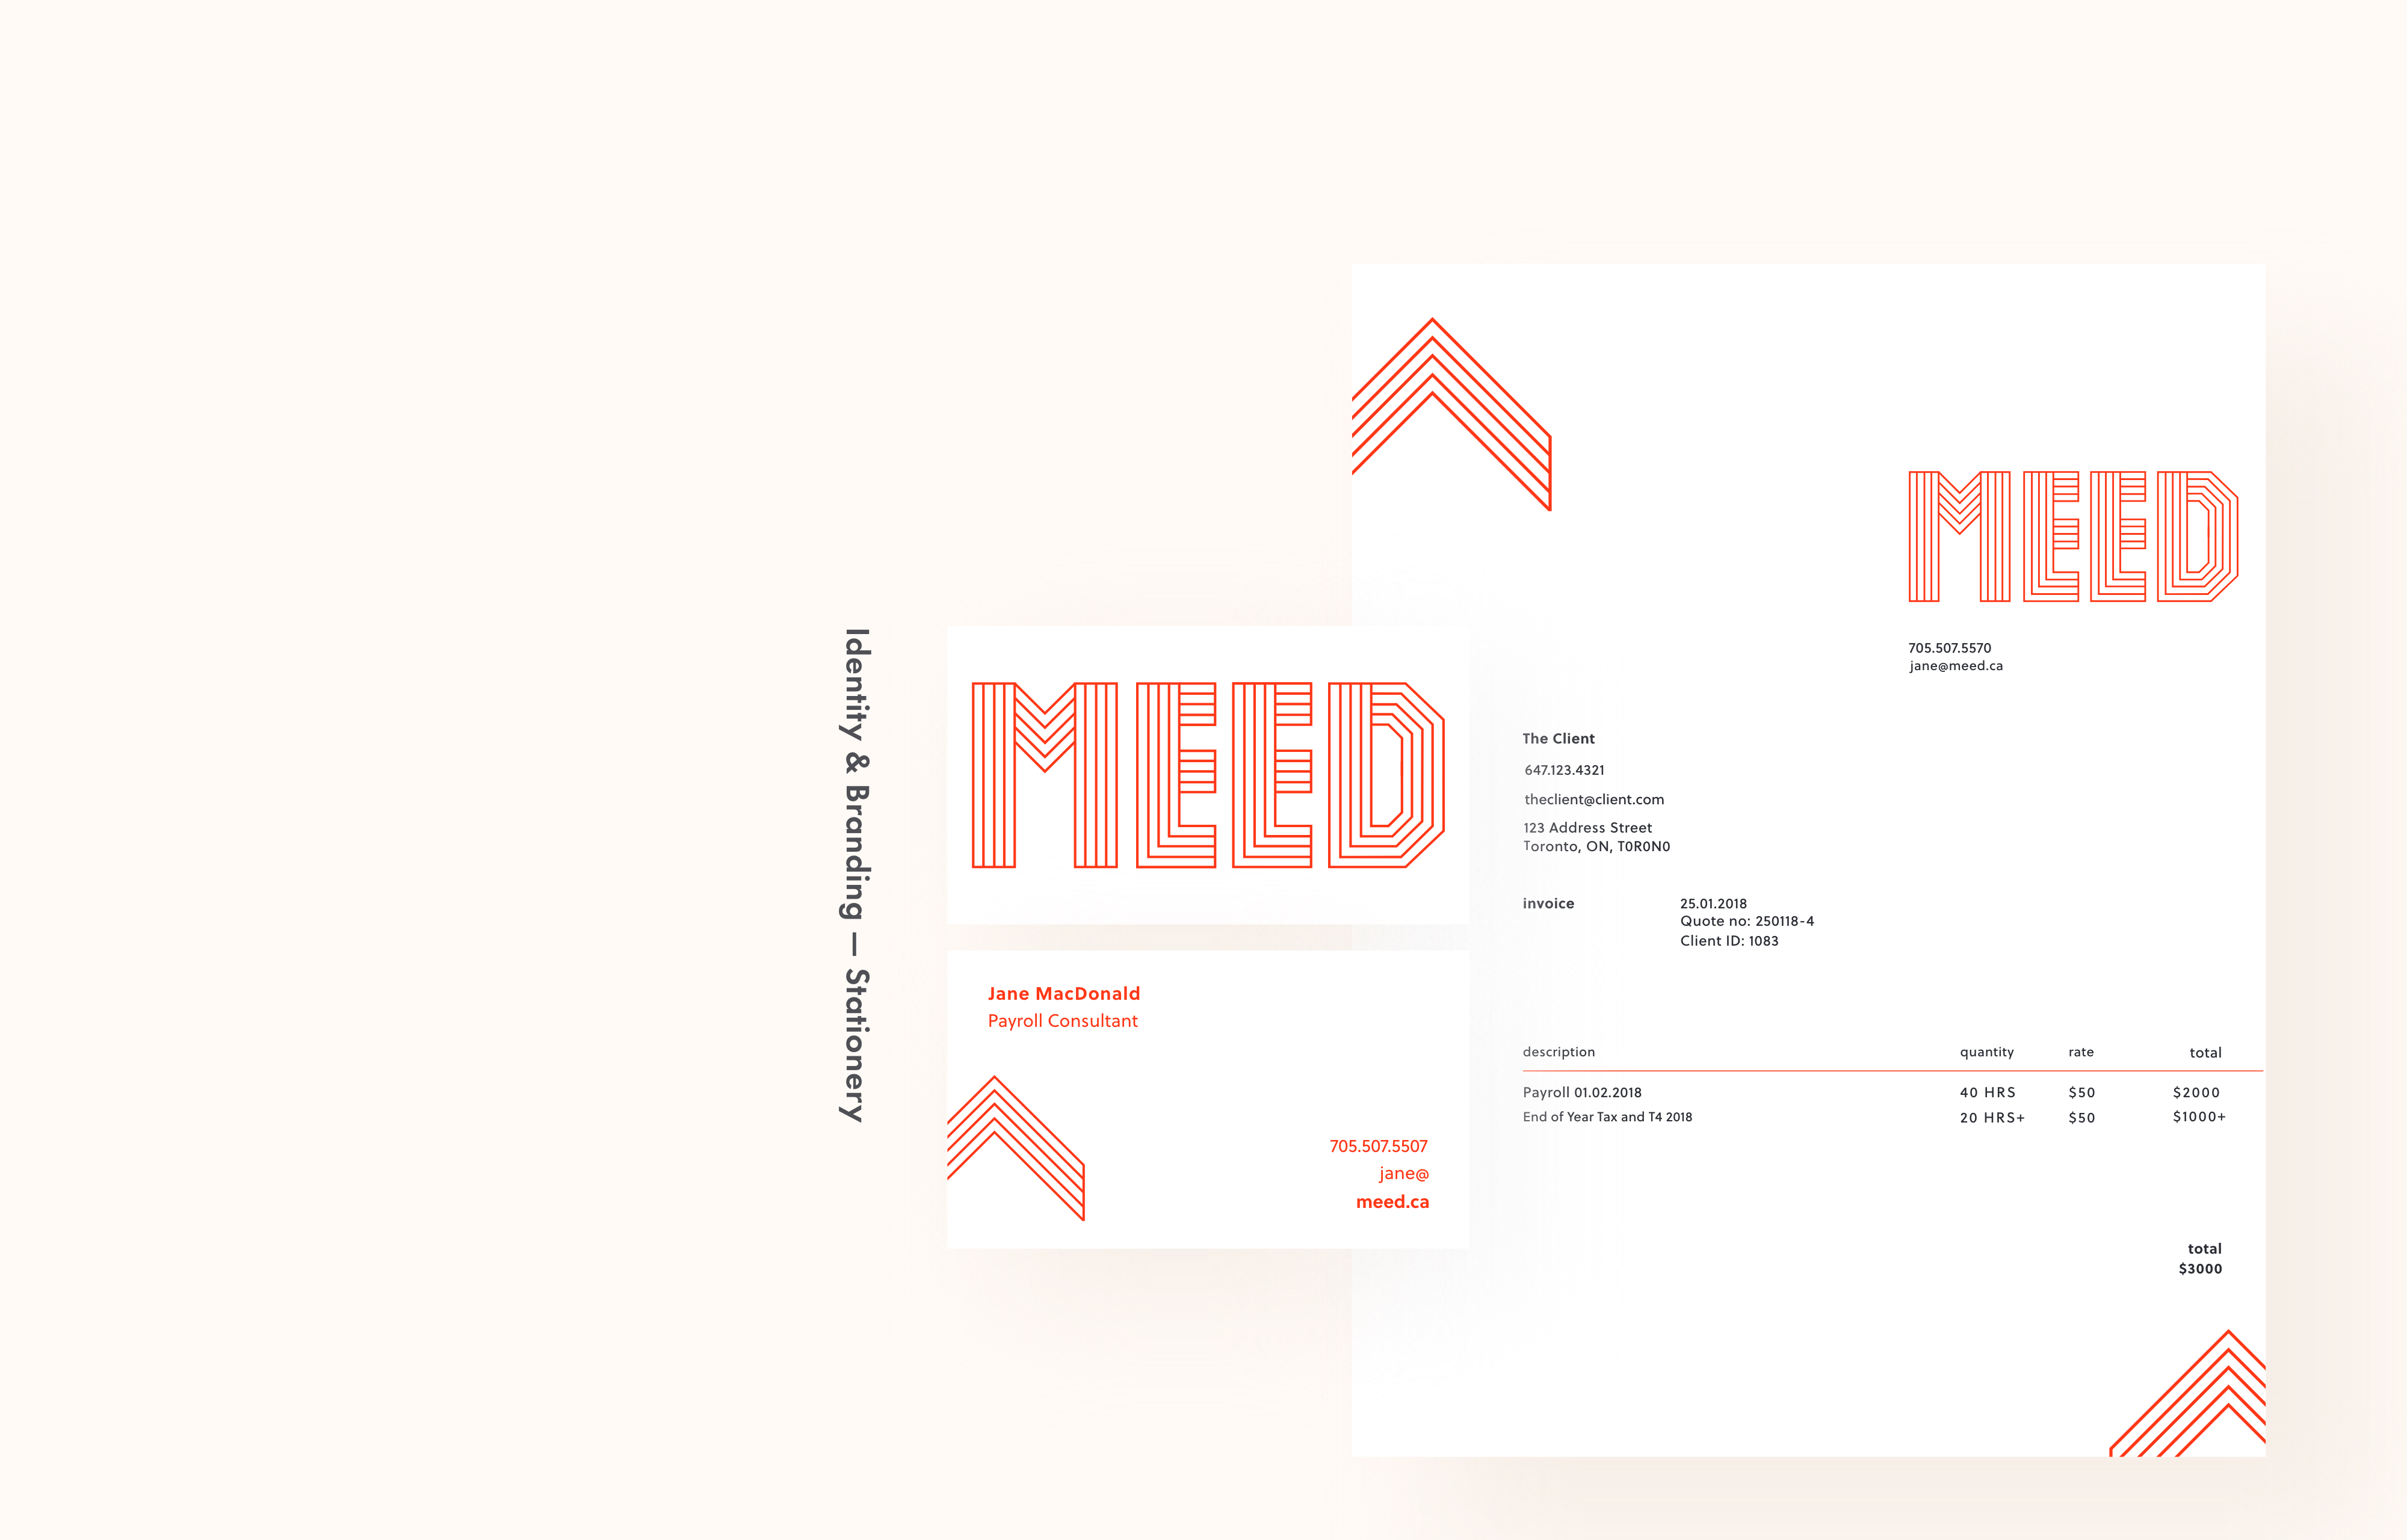 Identity & Branding — Stationery
MEED
Jane MacDonald
Payroll Consultant
705.507.5507
jane@
meed.ca
MEED
705.507.5570
jane@meed.ca
The Client
647.123.4321
theclient@client.com
123 Address Street
Toronto, ON, T0R0N0
invoice 25.01.2018
Quote no: 250118-4
Client ID: 1083
description quantity rate total
Payroll 01.02.2018 40 HRS $50 $2000
End of Year Tax and T4 2018 20 HRS+ $50 $1000+
total
$3000